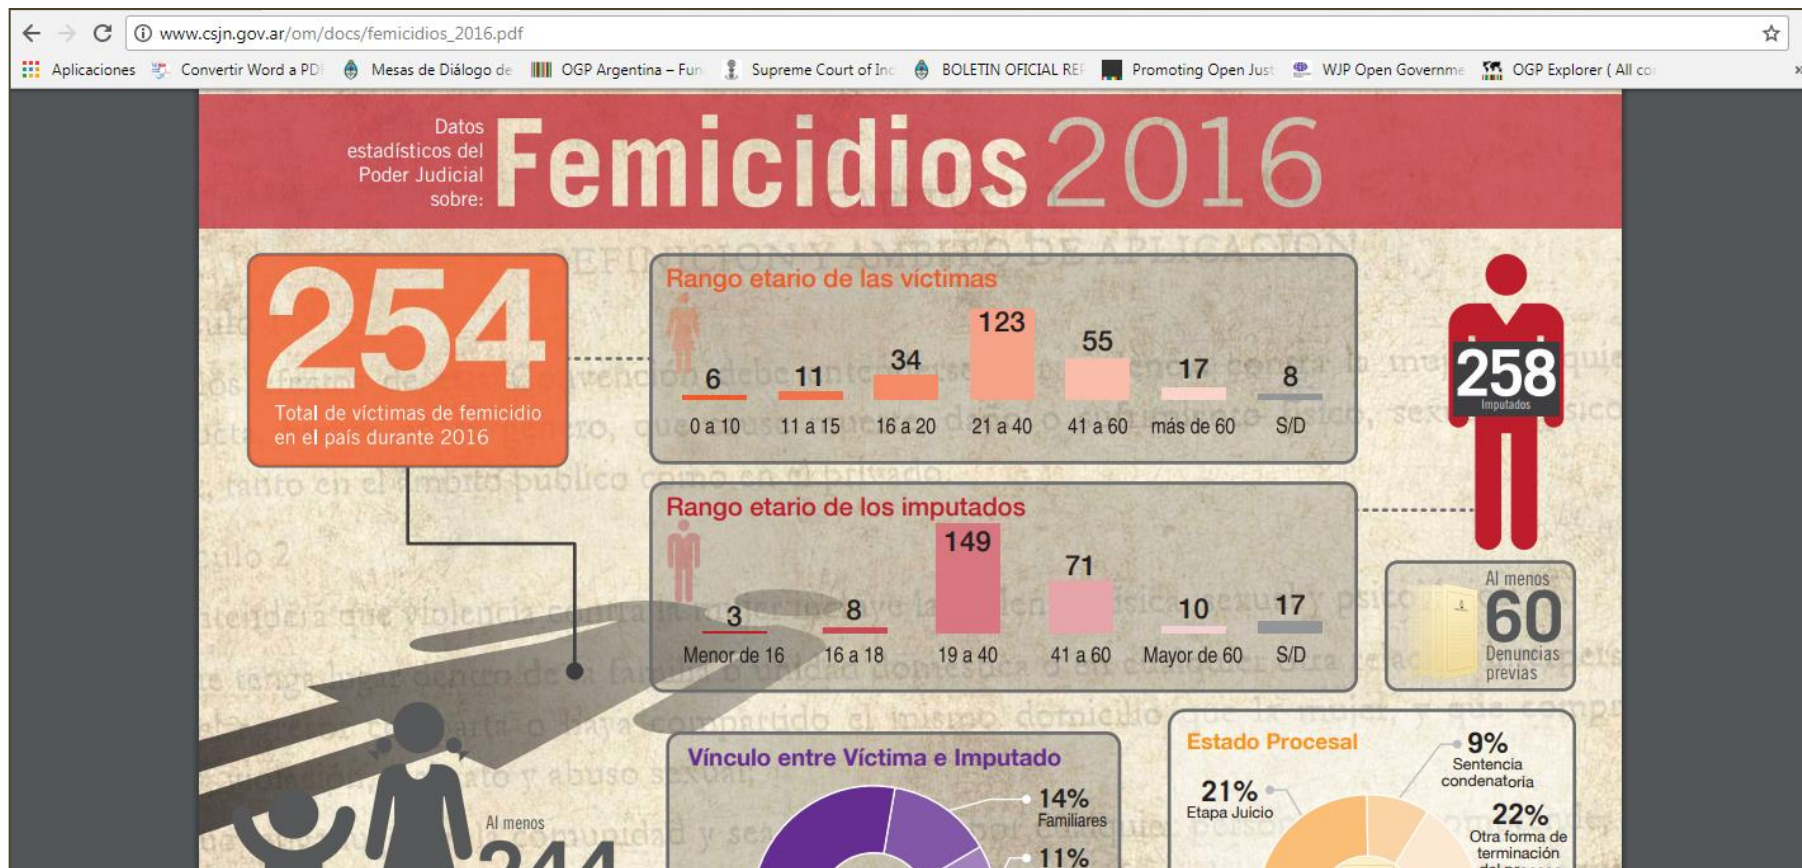 www.csjn.gov.ar/om/docs/femicidios_2016.pdf
Aplicaciones Convertir Word a PD Mesas de Diálogo de OGP Argentina – Fun Supreme Court of Inc BOLETIN OFICIAL REF Promoting Open Just WJP Open Governme OGP Explorer ( All co
Datos
estadísticos del
Poder Judicial
sobre:
Femicidios 2016
254
Total de víctimas de femicidio
en el país durante 2016
Rango etario de las víctimas
6 11 34 123 55 17 8
0 a 10 11 a 15 16 a 20 21 a 40 41 a 60 más de 60 S/D
258
Imputados
Rango etario de los imputados
3 8 149 71 10 17
Menor de 16 16 a 18 19 a 40 41 a 60 Mayor de 60 S/D
Al menos
60
Denuncias
previas
Al menos
244
Vínculo entre Víctima e Imputado
14%
Familiares
11%
Estado Procesal
9%
Sentencia
condenatoria
21%
Etapa Juicio
22%
Otra forma de
terminación